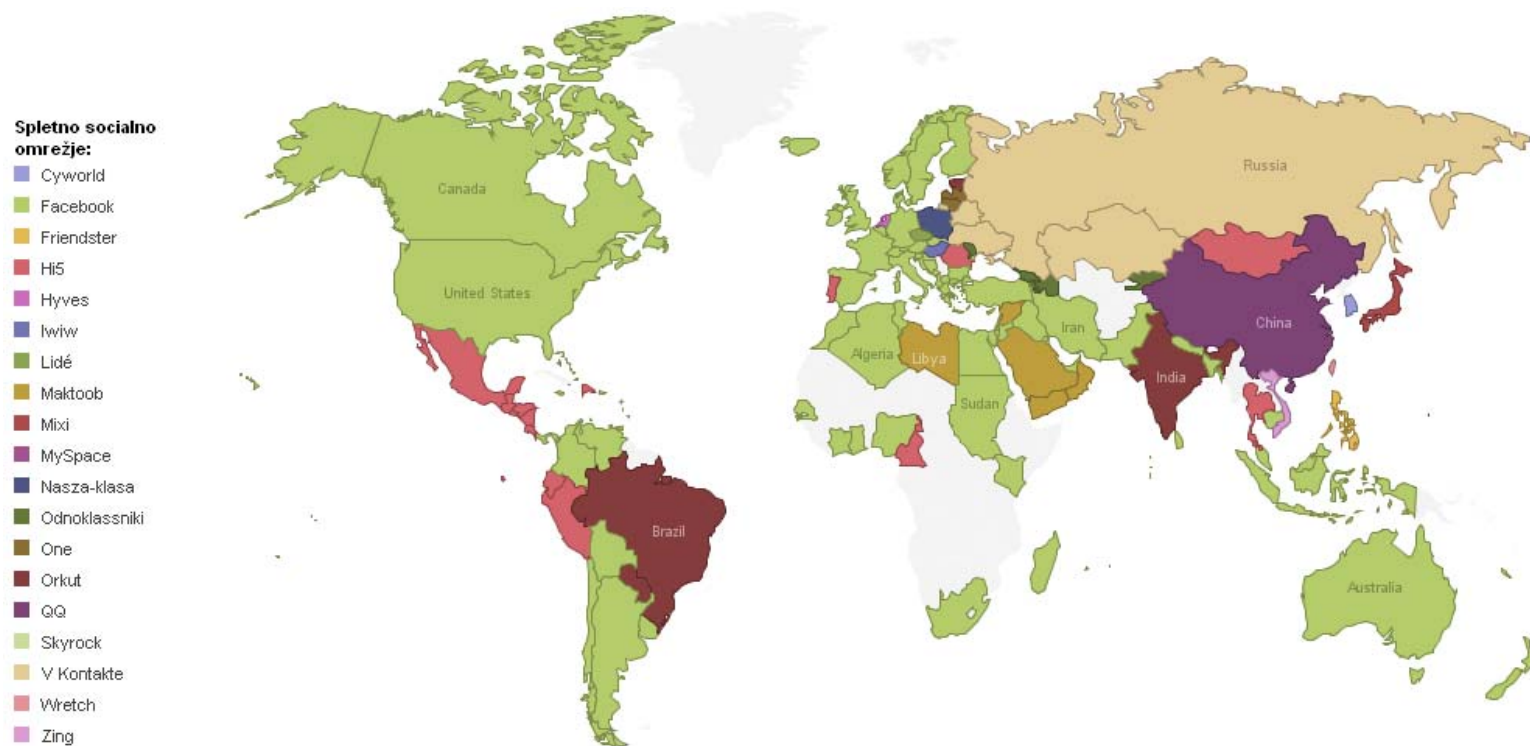 Spletno socialno
omrežje:
Cyworld
Facebook
Friendster
Hi5
Hyves
Iwiw
Lidé
Maktoob
Mixi
MySpace
Nasza-klasa
Odnoklassniki
One
Orkut
QQ
Skyrock
V Kontakte
Wretch
Zing
Canada
United States
Brazil
Russia
China
Iran
Algeria
Libya
India
Sudan
Australia